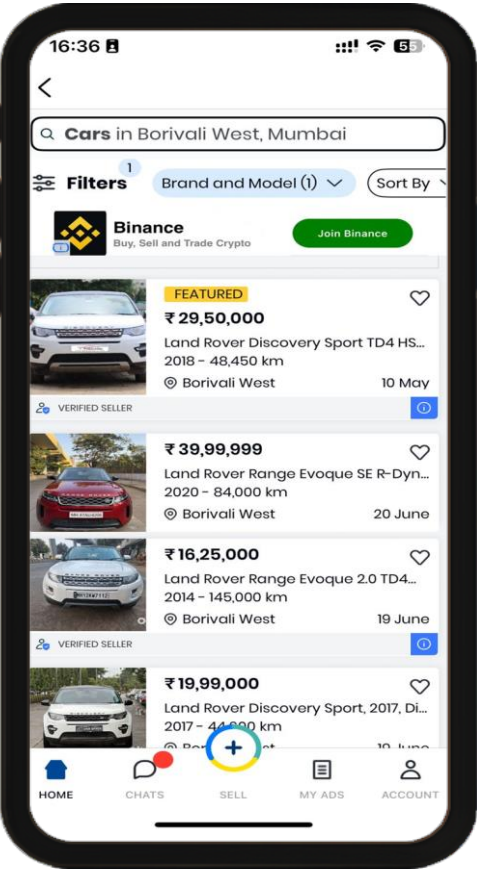 16:36
55
Cars in Borivali West, Mumbai
1
Filters
Brand and Model (1)
Sort By
Binance
Buy, Sell and Trade Crypto
Join Binance
FEATURED
₹ 29,50,000
Land Rover Discovery Sport TD4 HS...
2018 - 48,450 km
Borivali West 10 May
VERIFIED SELLER
₹ 39,99,999
Land Rover Range Evoque SE R-Dyn...
2020 - 84,000 km
Borivali West 20 June
₹ 16,25,000
Land Rover Range Evoque 2.0 TD4...
2014 - 145,000 km
Borivali West 19 June
VERIFIED SELLER
₹ 19,99,000
Land Rover Discovery Sport, 2017, Di...
2017 - km
19 June
HOME
CHATS
SELL
MY ADS
ACCOUNT